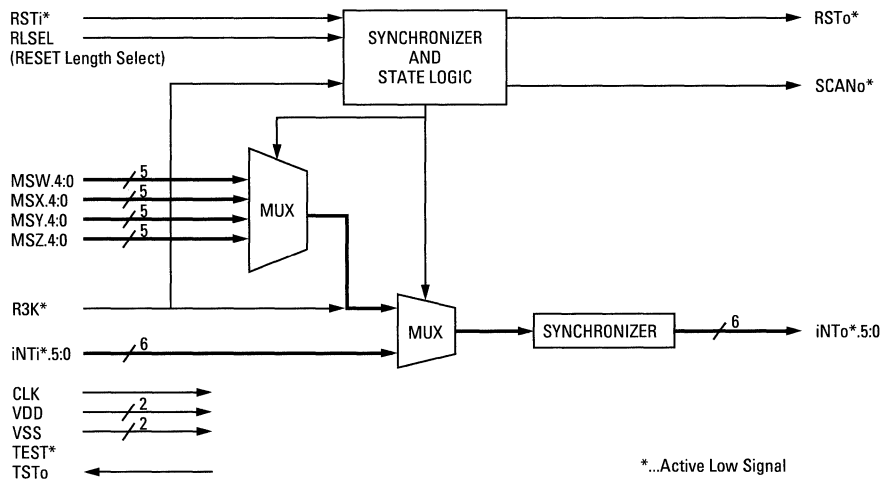 RSTi*
RLSEL
(RESET Length Select)
SYNCHRONIZER
AND
STATE LOGIC
RSTo*
SCANo*
MSW.4:0
5
MSX.4:0
5
MSY.4:0
5
MSZ.4:0
5
MUX
R3K*
iNTi*.5:0
6
MUX
SYNCHRONIZER
6
iNTo*.5:0
CLK
VDD
2
VSS
2
TEST*
TSTo
*...Active Low Signal